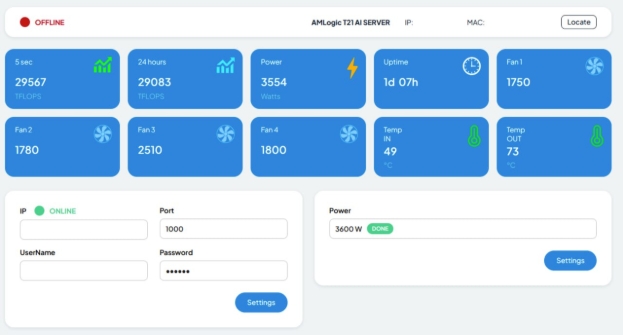 OFFLINE AMLogic T21 AI SERVER IP: MAC: Locate
5 sec
29567
TFLOPS
24 hours
29083
TFLOPS
Power
3554
Watts
Uptime
1d 07h
Fan 1
1750
Fan 2
1780
Fan 3
2510
Fan 4
1800
Temp
IN
49
°C
Temp
OUT
73
°C
IP ONLINE
Port
1000
UserName
Password
••••••
Settings
Power
3600 W DONE
Settings